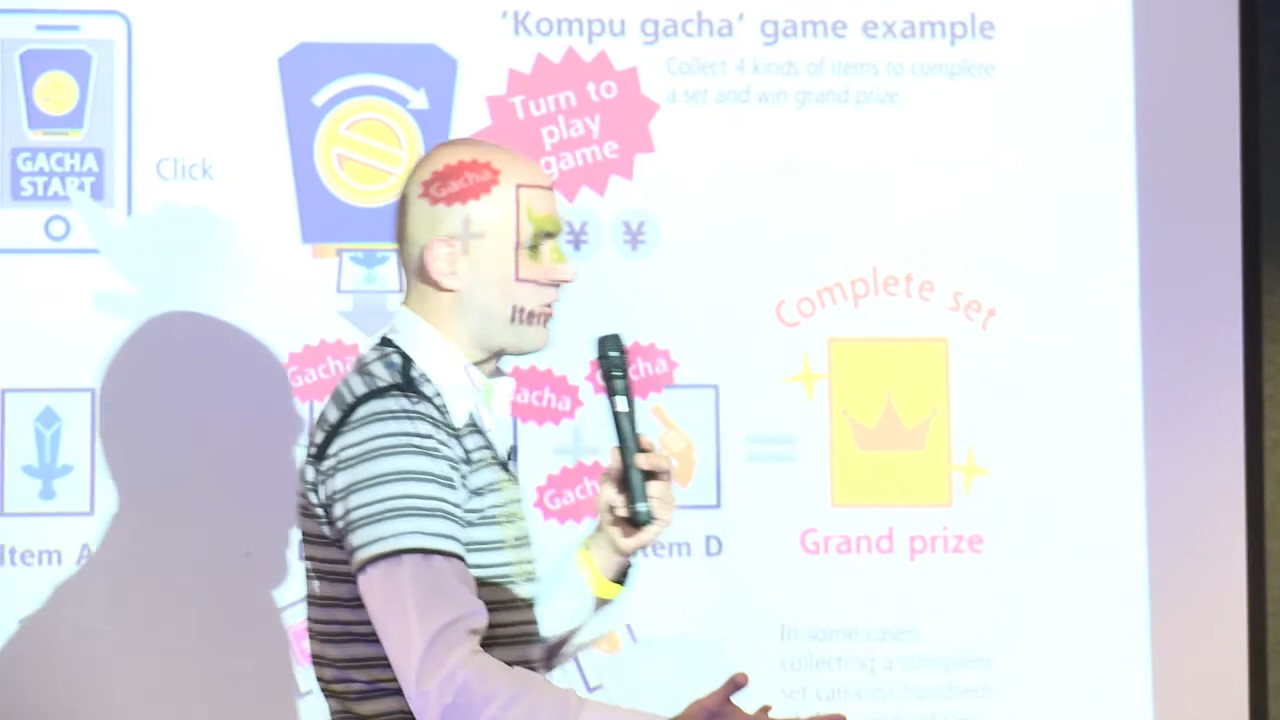 'Kompu gacha' game example
Collect 4 kinds of items to complete
a set and win grand prize.
Turn to
play
game
GACHA
START
Click
Gacha
¥ ¥
Item
Complete set
Gacha
Gacha
Gacha
Item A
Item D
Grand prize
In some cases,
collecting a complete
set can cost hundreds